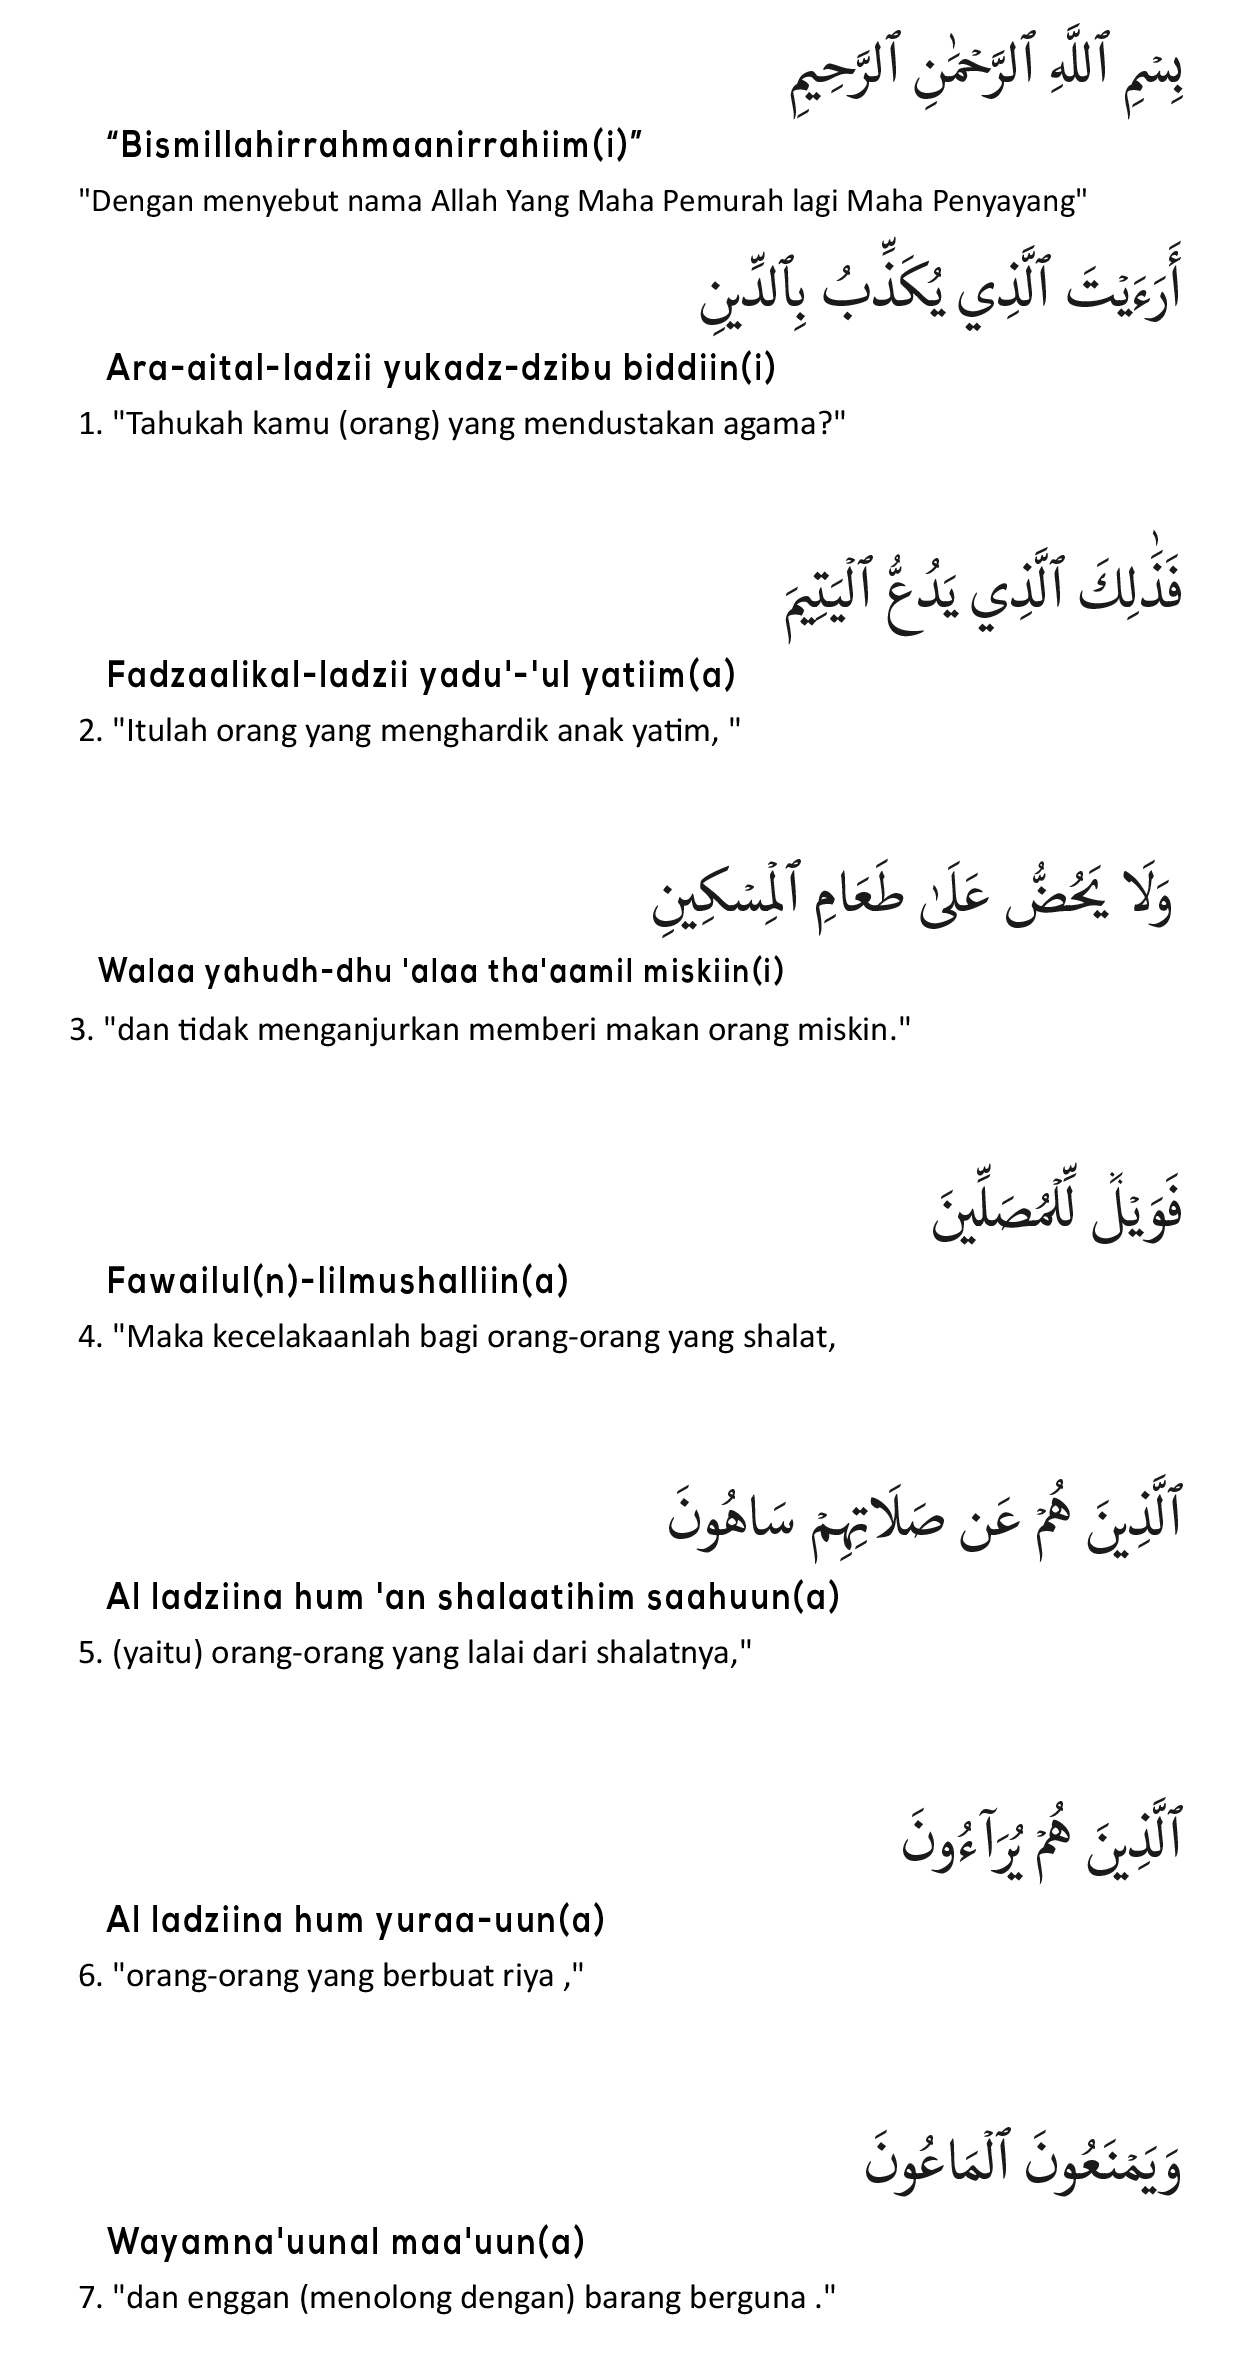 بِسۡمِ ٱللَّهِ ٱلرَّحۡمَٰنِ ٱلرَّحِيمِ
“Bismillahirrahmaanirrahiim(i)”
"Dengan menyebut nama Allah Yang Maha Pemurah lagi Maha Penyayang"
أَرَءَيۡتَ ٱلَّذِي يُكَذِّبُ بِٱلدِّينِ
Ara-aital-ladzii yukadz-dzibu biddiin(i)
1. "Tahukah kamu (orang) yang mendustakan agama?"
فَذَٰلِكَ ٱلَّذِي يَدُعُّ ٱلۡيَتِيمَ
Fadzaalikal-ladzii yadu'-'ul yatiim(a)
2. "Itulah orang yang menghardik anak yatim, "
وَلَا يَحُضُّ عَلَىٰ طَعَامِ ٱلۡمِسۡكِينِ
Walaa yahudh-dhu 'alaa tha'aamil miskiin(i)
3. "dan tidak menganjurkan memberi makan orang miskin."
فَوَيۡلٞ لِّلۡمُصَلِّينَ
Fawailul(n)-lilmushalliin(a)
4. "Maka kecelakaanlah bagi orang-orang yang shalat,
ٱلَّذِينَ هُمۡ عَن صَلَاتِهِمۡ سَاهُونَ
Al ladziina hum 'an shalaatihim saahuun(a)
5. (yaitu) orang-orang yang lalai dari shalatnya,"
ٱلَّذِينَ هُمۡ يُرَآءُونَ
Al ladziina hum yuraa-uun(a)
6. "orang-orang yang berbuat riya ,"
وَيَمۡنَعُونَ ٱلۡمَاعُونَ
Wayamna'uunal maa'uun(a)
7. "dan enggan (menolong dengan) barang berguna ."